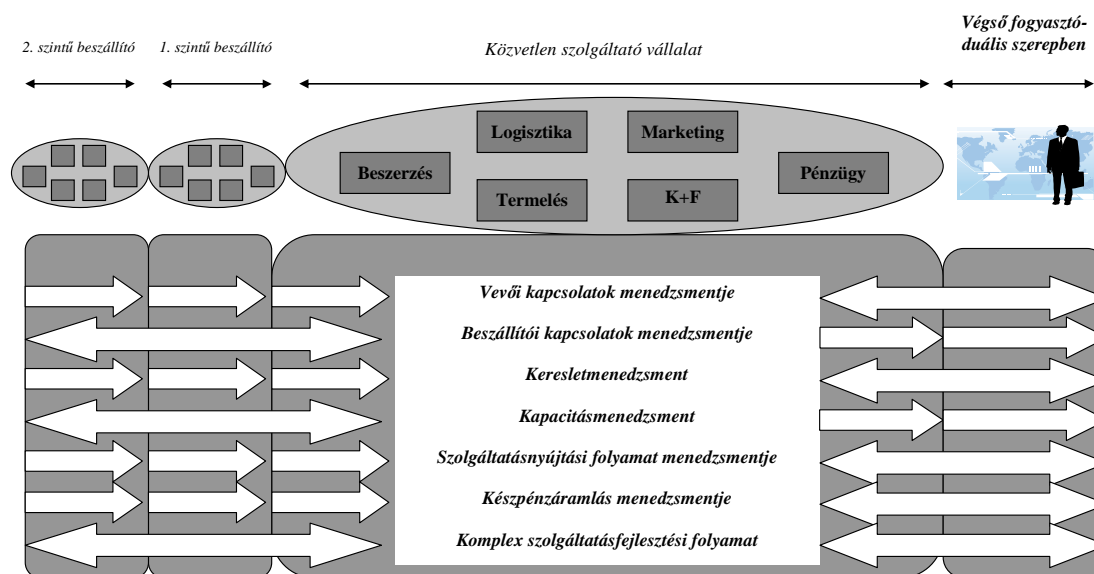 2. szintű beszállító
1. szintű beszállító
Közvetlen szolgáltató vállalat
Végső fogyasztó-
duális szerepben
Logisztika
Marketing
Beszerzés
Pénzügy
Termelés
K+F
Vevői kapcsolatok menedzsmentje
Beszállítói kapcsolatok menedzsmentje
Keresletmenedzsment
Kapacitásmenedzsment
Szolgáltatásnyújtási folyamat menedzsmentje
Készpénzáramlás menedzsmentje
Komplex szolgáltatásfejlesztési folyamat